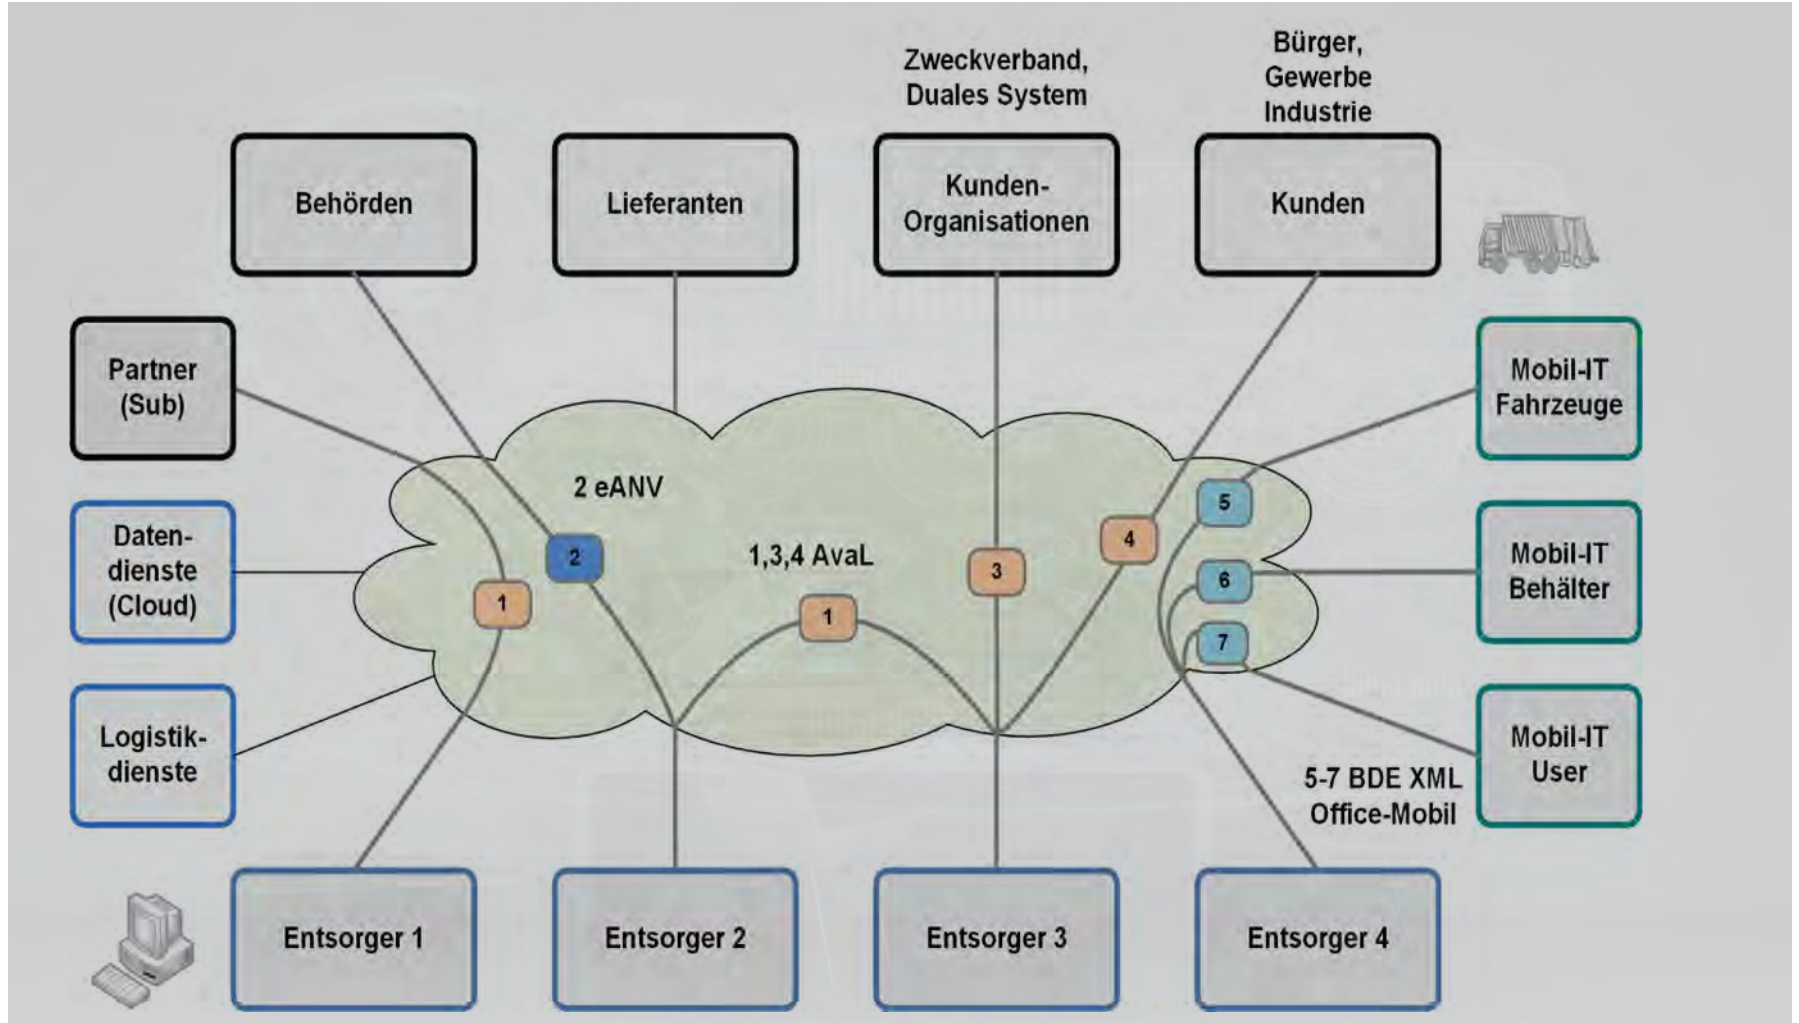 Zweckverband,
Duales System
Bürger,
Gewerbe
Industrie
Behörden
Lieferanten
Kunden-
Organisationen
Kunden
Partner
(Sub)
Mobil-IT
Fahrzeuge
2 eANV
5
Daten-
dienste
(Cloud)
2
1,3,4 AvaL
3
4
6
Mobil-IT
Behälter
1
1
7
Logistik-
dienste
Mobil-IT
User
5-7 BDE XML
Office-Mobil
Entsorger 1
Entsorger 2
Entsorger 3
Entsorger 4